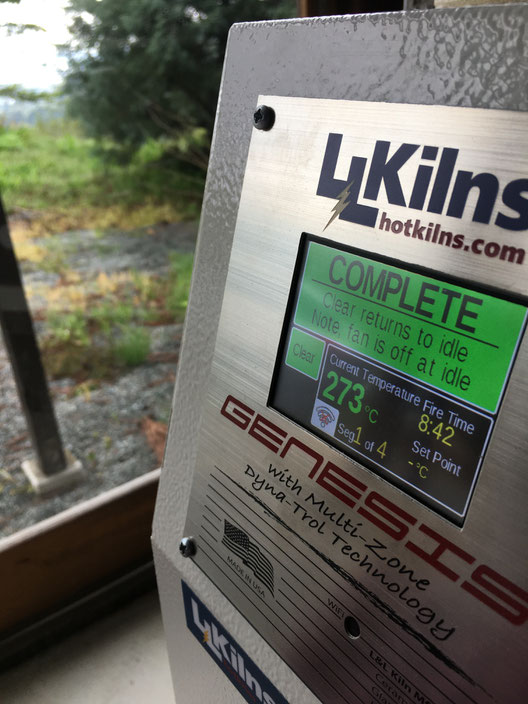 L&L Kilns
hotkilns.com
COMPLETE
Clear returns to idle
Note, fan is off at idle
Clear
Current Temperature
Fire Time
273°C
8:42
Seg 1 of 4
Set Point
-°C
GENESIS
with Multi-Zone
Dyna-Trol Technology
MADE IN USA
WiFi
L&L Kiln
L&L Kilns